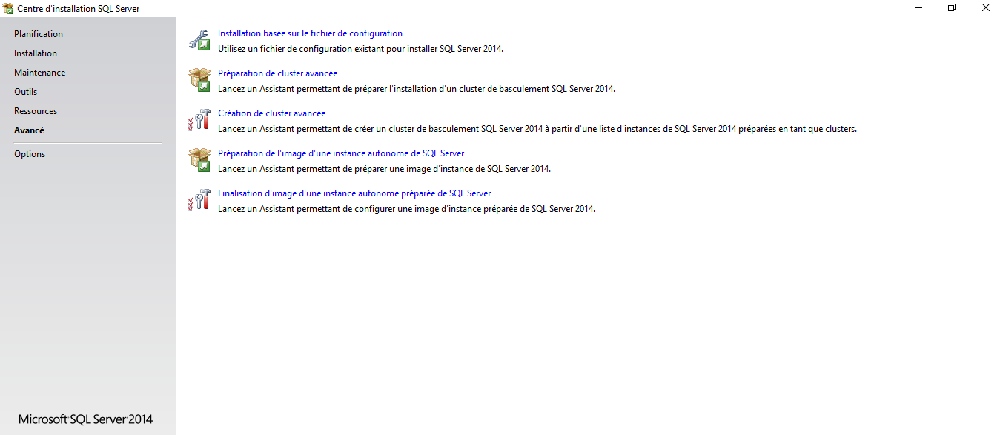 Centre d'installation SQL Server
Planification
Installation
Maintenance
Outils
Ressources
Avancé
Options
Microsoft SQL Server 2014
Installation basée sur le fichier de configuration
Utilisez un fichier de configuration existant pour installer SQL Server 2014.
Préparation de cluster avancée
Lancez un Assistant permettant de préparer l'installation d'un cluster de basculement SQL Server 2014.
Création de cluster avancée
Lancez un Assistant permettant de créer un cluster de basculement SQL Server 2014 à partir d'une liste d'instances de SQL Server 2014 préparées en tant que clusters.
Préparation de l'image d'une instance autonome de SQL Server
Lancez un Assistant permettant de préparer une image d'instance de SQL Server 2014.
Finalisation d'image d'une instance autonome préparée de SQL Server
Lancez un Assistant permettant de configurer une image d'instance préparée de SQL Server 2014.